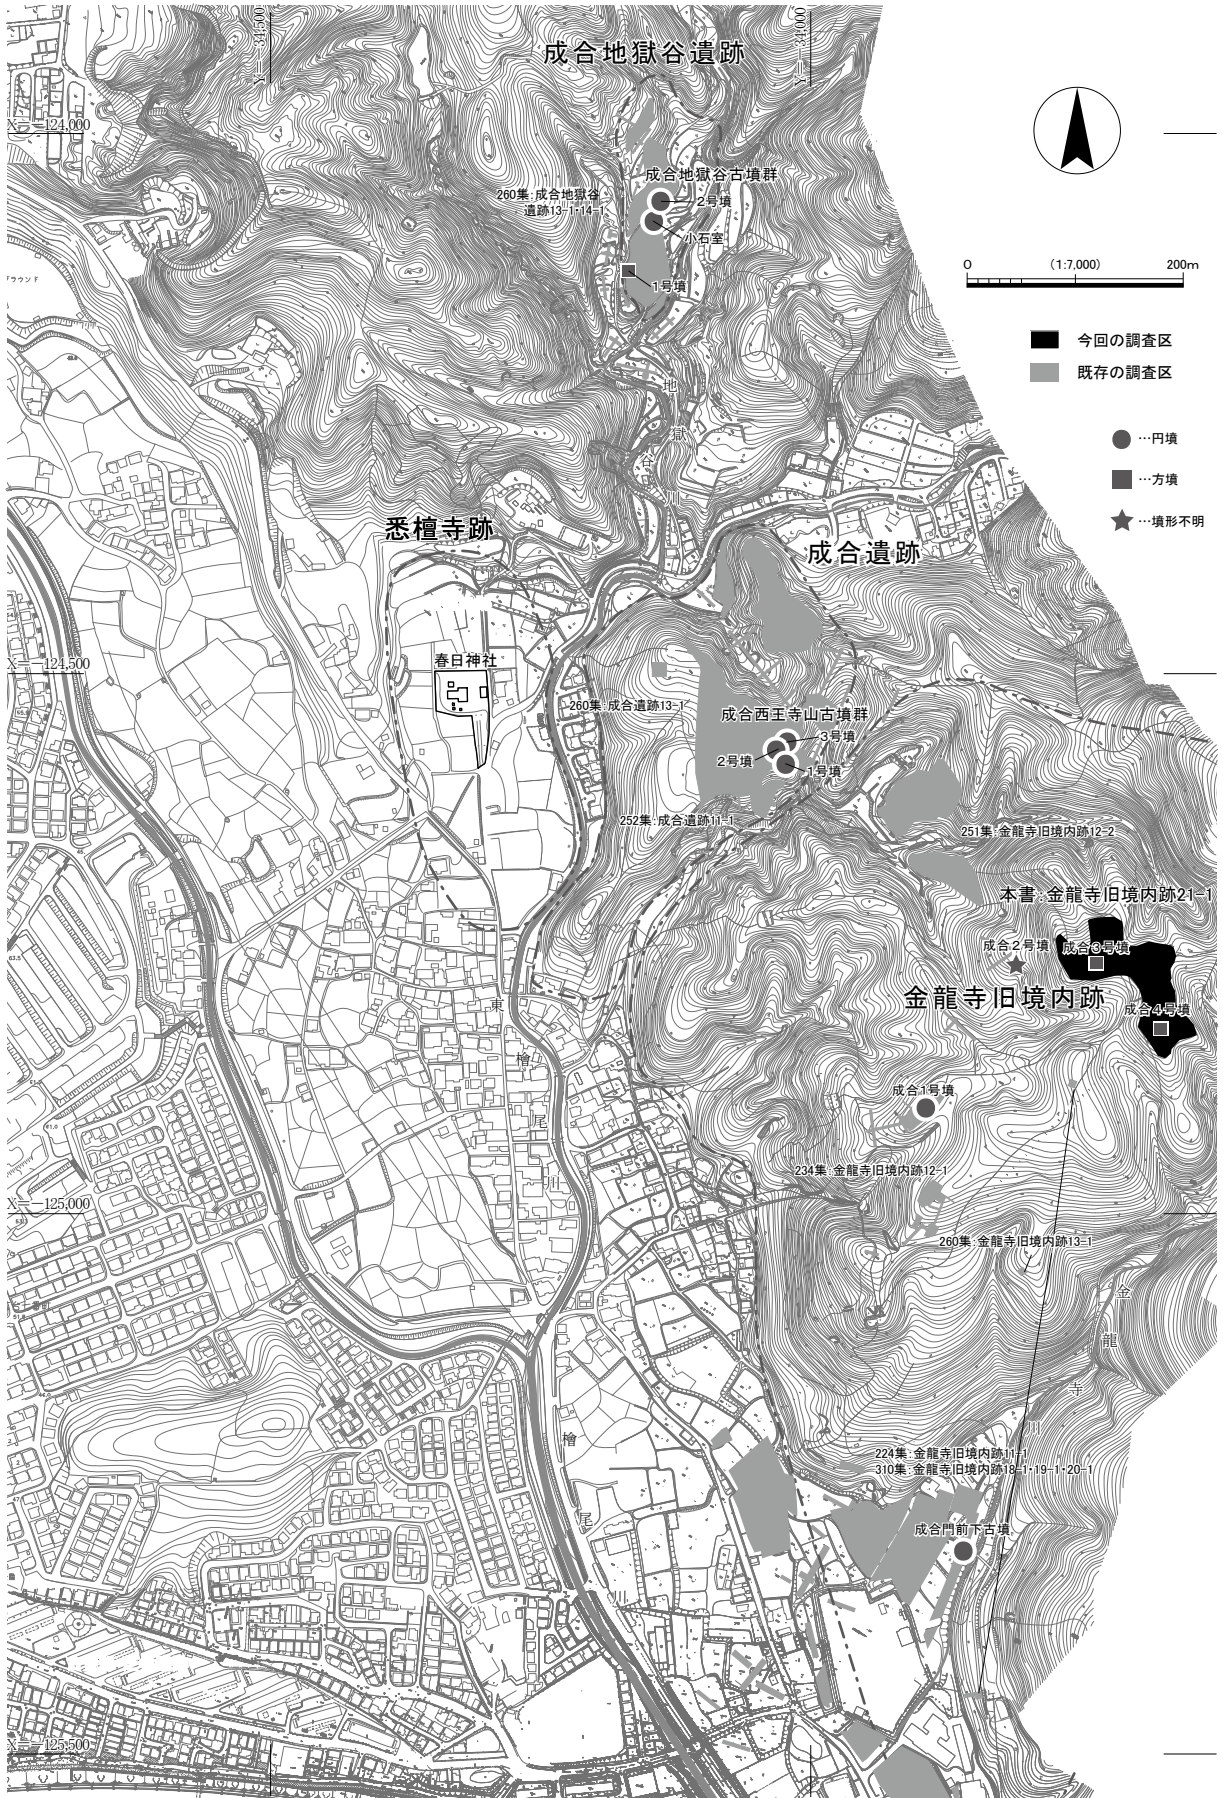 Y=-34,500
Y=-34,000
成合地獄谷遺跡
X=-124,000
成合地獄谷古墳群
260集:成合地獄谷
遺跡13-1・14-1
2号墳
小石室
1号墳
0 (1:7,000) 200m
今回の調査区
既存の調査区
…円墳
…方墳
…墳形不明
グラウンド
地獄谷川
悉檀寺跡
成合遺跡
X=-124,500
春日神社
260集:成合遺跡13-1
成合西王寺山古墳群
3号墳
2号墳
1号墳
252集:成合遺跡11-1
251集:金龍寺旧境内跡12-2
本書:金龍寺旧境内跡21-1
成合2号墳
成合3号墳
金龍寺旧境内跡
成合4号墳
東檜尾川
成合1号墳
234集:金龍寺旧境内跡12-1
X=-125,000
260集:金龍寺旧境内跡13-1
金龍寺川
檜尾川
224集:金龍寺旧境内跡11-1
310集:金龍寺旧境内跡18-1・19-1・20-1
成合門前下古墳
X=-125,500